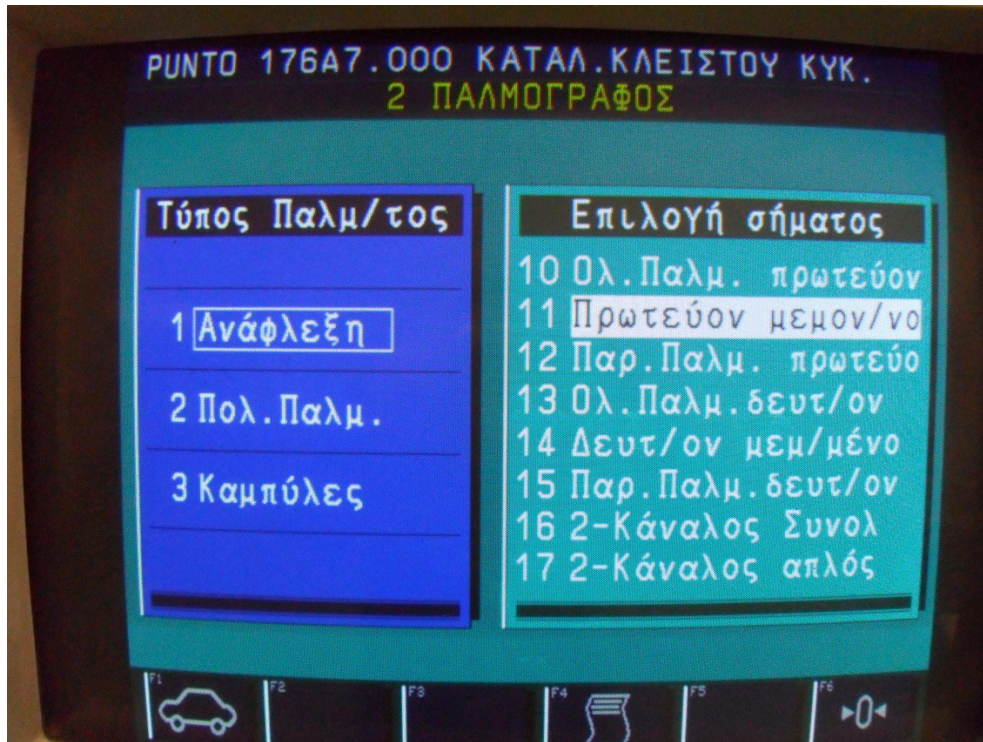 PUNTO 176A7.000 ΚΑΤΑΛ.ΚΛΕΙΣΤΟΥ ΚΥΚ.
2 ΠΑΛΜΟΓΡΑΦΟΣ
Τύπος Παλμ/τος
1 Ανάφλεξη
2 Πολ.Παλμ.
3 Καμπύλες
Επιλογή σήματος
10 Ολ.Παλμ. πρωτεύον
11 Πρωτεύον μεμον/νο
12 Παρ.Παλμ. πρωτεύο
13 Ολ.Παλμ.δευτ/ον
14 Δευτ/ον μεμ/μένο
15 Παρ.Παλμ.δευτ/ον
16 2-Κάναλος Συνολ
17 2-Κάναλος απλός
F1 F2 F3 F4 F5 F6
0